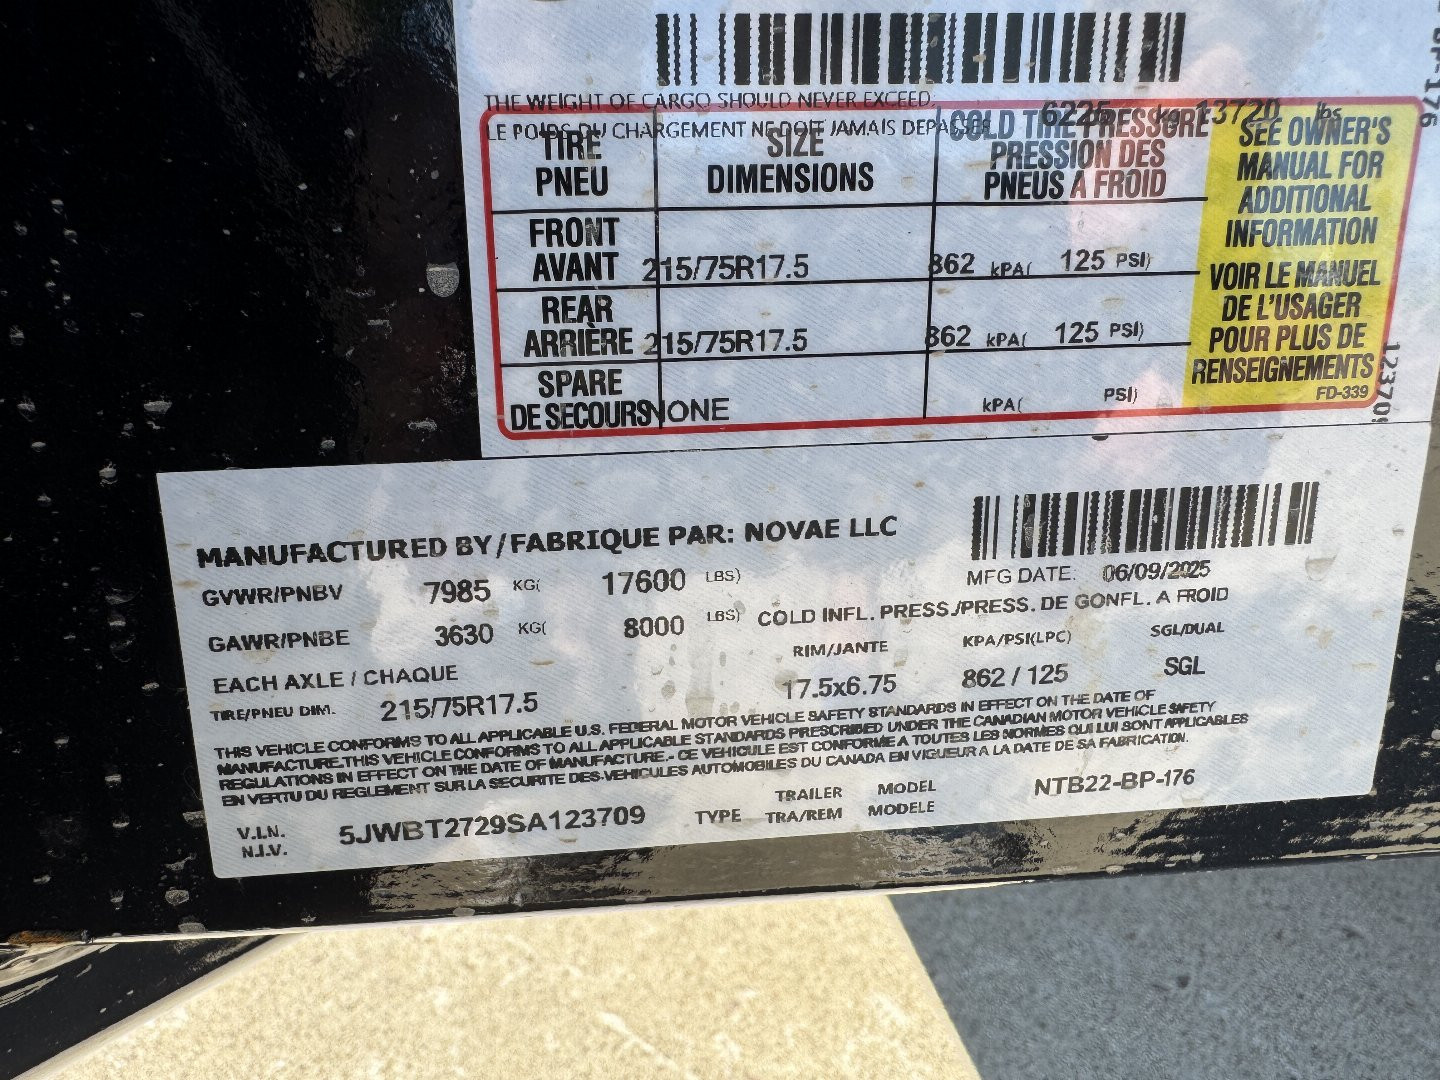 THE WEIGHT OF CARGO SHOULD NEVER EXCEED.
LE POIDS DU CHARGEMENT NE DOIT JAMAIS DEPASSER 6225 kg 13720 lbs
TIRE SIZE COLD TIRE PRESSURE
PNEU DIMENSIONS PRESSION DES
PNEUS A FROID
FRONT
AVANT 215/75R17.5 862 kPA( 125 PSI)
REAR
ARRIÈRE 215/75R17.5 862 kPA( 125 PSI)
SPARE
DE SECOURS NONE kPA( PSI)
SEE OWNER'S
MANUAL FOR
ADDITIONAL
INFORMATION
VOIR LE MANUEL
DE L'USAGER
POUR PLUS DE
RENSEIGNEMENTS
FD-339
BP-176
123709
MANUFACTURED BY/FABRIQUE PAR: NOVAE LLC
MFG DATE: 06/09/2025
GVWR/PNBV 7985 KG( 17600 LBS)
GAWR/PNBE 3630 KG( 8000 LBS) COLD INFL. PRESS./PRESS. DE GONFL. A FROID
EACH AXLE / CHAQUE RIM/JANTE KPA/PSI(LPC) SGL/DUAL
TIRE/PNEU DIM. 215/75R17.5 17.5x6.75 862 / 125 SGL
THIS VEHICLE CONFORMS TO ALL APPLICABLE U.S. FEDERAL MOTOR VEHICLE SAFETY STANDARDS IN EFFECT ON THE DATE OF
MANUFACTURE.THIS VEHICLE CONFORMS TO ALL APPLICABLE STANDARDS PRESCRIBED UNDER THE CANADIAN MOTOR VEHICLE SAFETY
REGULATIONS IN EFFECT ON THE DATE OF MANUFACTURE.- CE VEHICULE EST CONFORME A TOUTES LES NORMES QUI LUI SONT APPLICABLES
EN VERTU DU REGLEMENT SUR LA SECURITE DES VEHICULES AUTOMOBILES DU CANADA EN VIGUEUR A LA DATE DE SA FABRICATION.
V.I.N. 5JWBT2729SA123709 TYPE TRAILER MODEL NTB22-BP-176
N.I.V. TRA/REM MODELE